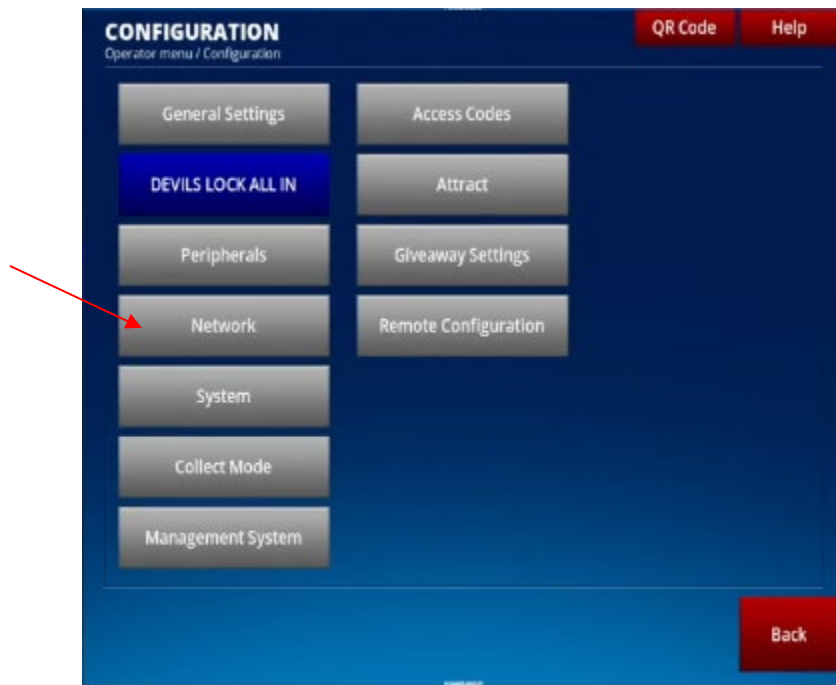 CONFIGURATION
Operator menu / Configuration
QR Code
Help
General Settings
Access Codes
DEVILS LOCK ALL IN
Attract
Peripherals
Giveaway Settings
Network
Remote Configuration
System
Collect Mode
Management System
Back